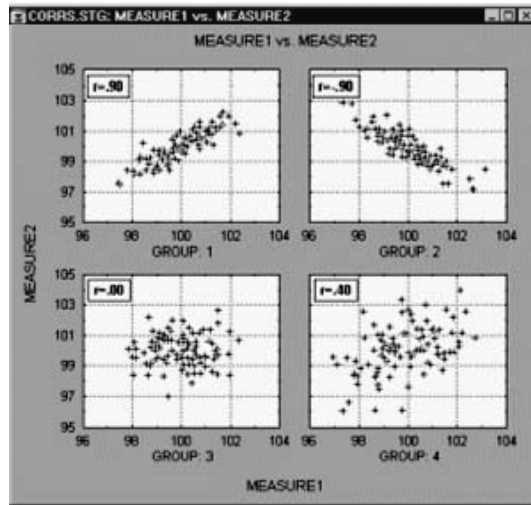 CORRS.STG: MEASURE1 vs. MEASURE2
MEASURE1 vs. MEASURE2
MEASURE2
105
103
101
99
97
95
r=.90
96 98 100 102 104
GROUP: 1
r=-.90
96 98 100 102 104
GROUP: 2
105
103
101
99
97
95
r=.00
96 98 100 102 104
GROUP: 3
r=.40
96 98 100 102 104
GROUP: 4
MEASURE1